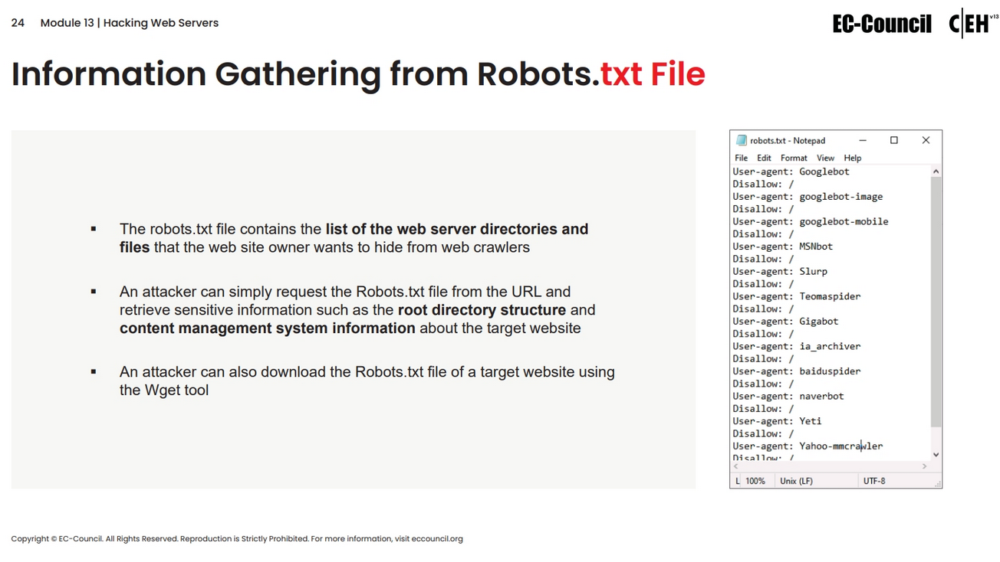 24 Module 13 | Hacking Web Servers
EC-Council C|EH v13
Information Gathering from Robots.txt File
▪ The robots.txt file contains the list of the web server directories and
files that the web site owner wants to hide from web crawlers
▪ An attacker can simply request the Robots.txt file from the URL and
retrieve sensitive information such as the root directory structure and
content management system information about the target website
▪ An attacker can also download the Robots.txt file of a target website using
the Wget tool
robots.txt - Notepad
File Edit Format View Help
User-agent: Googlebot
Disallow: /
User-agent: googlebot-image
Disallow: /
User-agent: googlebot-mobile
Disallow: /
User-agent: MSNbot
Disallow: /
User-agent: Slurp
Disallow: /
User-agent: Teomaspider
Disallow: /
User-agent: Gigabot
Disallow: /
User-agent: ia_archiver
Disallow: /
User-agent: baiduspider
Disallow: /
User-agent: naverbot
Disallow: /
User-agent: Yeti
Disallow: /
User-agent: Yahoo-mmcrawler
Disallow: /
L 100% Unix (LF) UTF-8
Copyright © EC-Council. All Rights Reserved. Reproduction is Strictly Prohibited. For more information, visit eccouncil.org